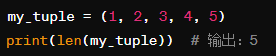 my_tuple = (1, 2, 3, 4, 5)
print(len(my_tuple))  # 输出：5